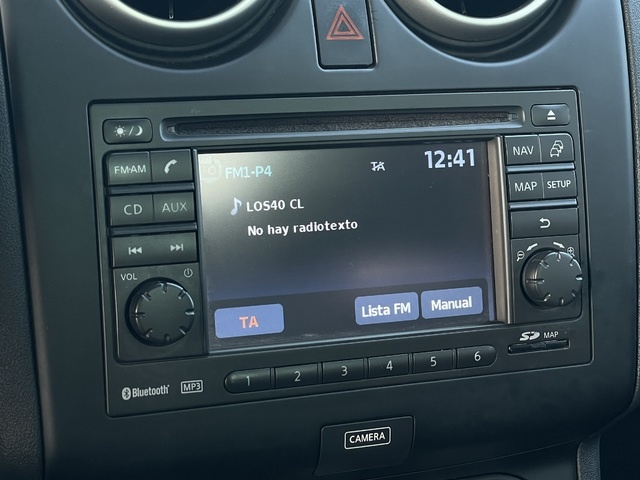 FM1-P4 TA 12:41
LOS40 CL
No hay radiotexto
TA Lista FM Manual
FM·AM
CD AUX
VOL
NAV
MAP SETUP
SD MAP
1 2 3 4 5 6
Bluetooth MP3
CAMERA